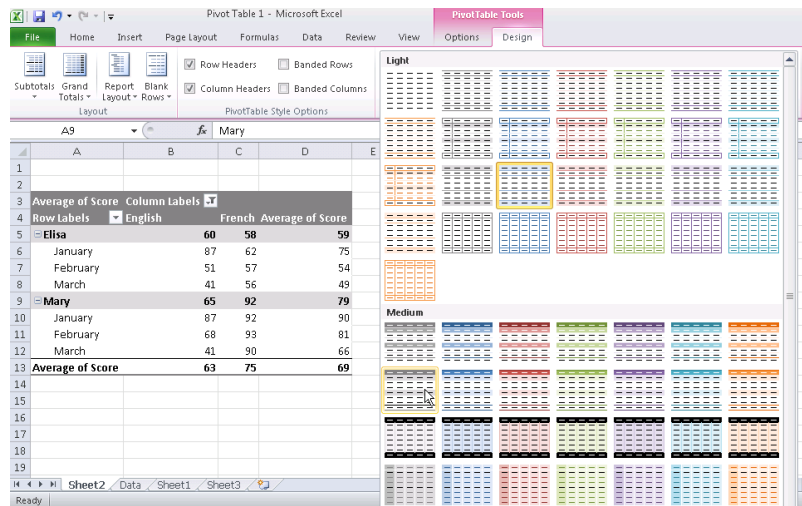 Pivot Table 1 - Microsoft Excel
PivotTable Tools
File Home Insert Page Layout Formulas Data Review View Options Design
Subtotals Grand Totals Report Layout Blank Rows
Row Headers Banded Rows
Column Headers Banded Columns
Layout PivotTable Style Options
A9 fx Mary
A B C D E
1
2
3 Average of Score Column Labels
4 Row Labels English French Average of Score
5 Elisa 60 58 59
6 January 87 62 75
7 February 51 57 54
8 March 41 56 49
9 Mary 65 92 79
10 January 87 92 90
11 February 68 93 81
12 March 41 90 66
13 Average of Score 63 75 69
14
15
16
17
18
19
Light
Medium
Sheet2 Data Sheet1 Sheet3
Ready